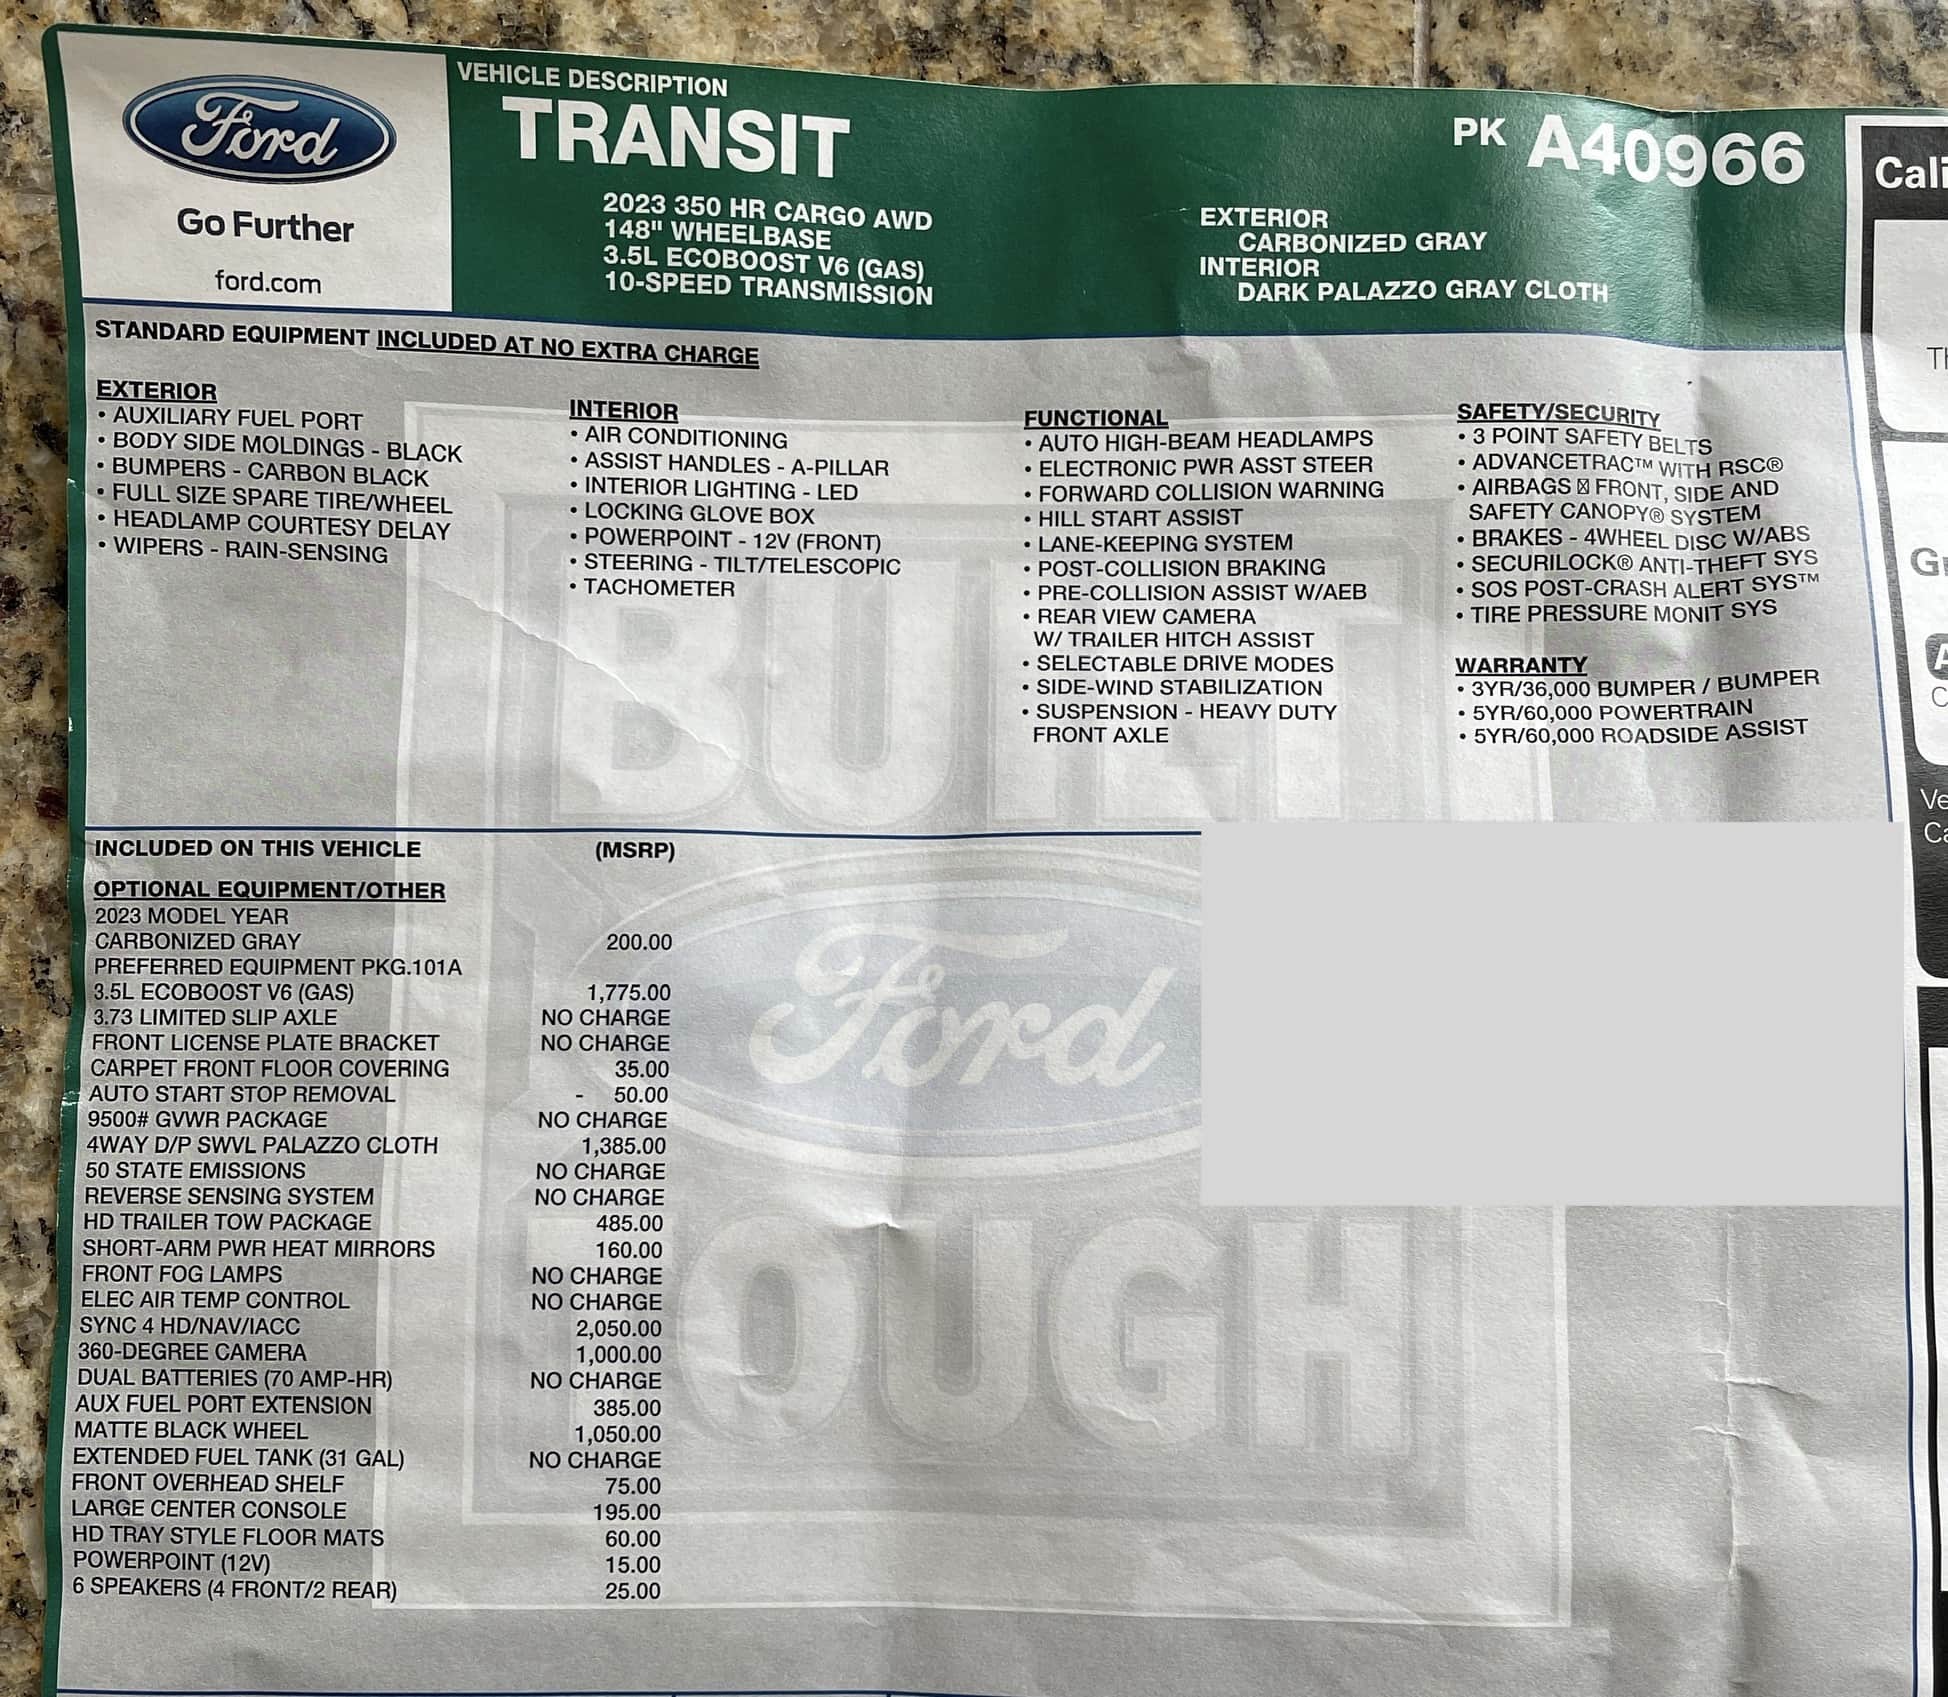 Ford
Go Further
ford.com
VEHICLE DESCRIPTION
TRANSIT
2023 350 HR CARGO AWD
148" WHEELBASE
3.5L ECOBOOST V6 (GAS)
10-SPEED TRANSMISSION
PK A40966
EXTERIOR
CARBONIZED GRAY
INTERIOR
DARK PALAZZO GRAY CLOTH
STANDARD EQUIPMENT INCLUDED AT NO EXTRA CHARGE
EXTERIOR
• AUXILIARY FUEL PORT
• BODY SIDE MOLDINGS - BLACK
• BUMPERS - CARBON BLACK
• FULL SIZE SPARE TIRE/WHEEL
• HEADLAMP COURTESY DELAY
• WIPERS - RAIN-SENSING
INTERIOR
• AIR CONDITIONING
• ASSIST HANDLES - A-PILLAR
• INTERIOR LIGHTING - LED
• LOCKING GLOVE BOX
• POWERPOINT - 12V (FRONT)
• STEERING - TILT/TELESCOPIC
• TACHOMETER
FUNCTIONAL
• AUTO HIGH-BEAM HEADLAMPS
• ELECTRONIC PWR ASST STEER
• FORWARD COLLISION WARNING
• HILL START ASSIST
• LANE-KEEPING SYSTEM
• POST-COLLISION BRAKING
• PRE-COLLISION ASSIST W/AEB
• REAR VIEW CAMERA
W/ TRAILER HITCH ASSIST
• SELECTABLE DRIVE MODES
• SIDE-WIND STABILIZATION
• SUSPENSION - HEAVY DUTY
FRONT AXLE
SAFETY/SECURITY
• 3 POINT SAFETY BELTS
• ADVANCETRAC™ WITH RSC®
• AIRBAGS ⍰ FRONT, SIDE AND
SAFETY CANOPY® SYSTEM
• BRAKES - 4WHEEL DISC W/ABS
• SECURILOCK® ANTI-THEFT SYS
• SOS POST-CRASH ALERT SYS™
• TIRE PRESSURE MONIT SYS
WARRANTY
• 3YR/36,000 BUMPER / BUMPER
• 5YR/60,000 POWERTRAIN
• 5YR/60,000 ROADSIDE ASSIST
BUILT
Ford
TOUGH
INCLUDED ON THIS VEHICLE (MSRP)
OPTIONAL EQUIPMENT/OTHER
2023 MODEL YEAR
CARBONIZED GRAY 200.00
PREFERRED EQUIPMENT PKG.101A
3.5L ECOBOOST V6 (GAS) 1,775.00
3.73 LIMITED SLIP AXLE NO CHARGE
FRONT LICENSE PLATE BRACKET NO CHARGE
CARPET FRONT FLOOR COVERING 35.00
AUTO START STOP REMOVAL - 50.00
9500# GVWR PACKAGE NO CHARGE
4WAY D/P SWVL PALAZZO CLOTH 1,385.00
50 STATE EMISSIONS NO CHARGE
REVERSE SENSING SYSTEM NO CHARGE
HD TRAILER TOW PACKAGE 485.00
SHORT-ARM PWR HEAT MIRRORS 160.00
FRONT FOG LAMPS NO CHARGE
ELEC AIR TEMP CONTROL NO CHARGE
SYNC 4 HD/NAV/IACC 2,050.00
360-DEGREE CAMERA 1,000.00
DUAL BATTERIES (70 AMP-HR) NO CHARGE
AUX FUEL PORT EXTENSION 385.00
MATTE BLACK WHEEL 1,050.00
EXTENDED FUEL TANK (31 GAL) NO CHARGE
FRONT OVERHEAD SHELF 75.00
LARGE CENTER CONSOLE 195.00
HD TRAY STYLE FLOOR MATS 60.00
POWERPOINT (12V) 15.00
6 SPEAKERS (4 FRONT/2 REAR) 25.00